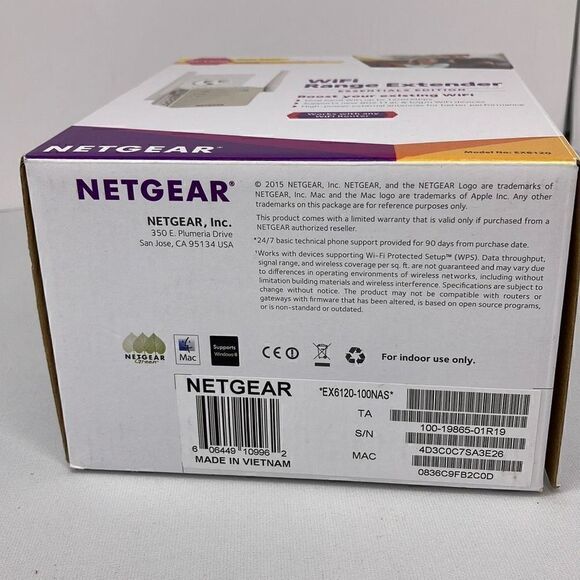 WiFi
Range Extender
ESSENTIALS EDITION
Boost your existing WiFi
Works with any
WiFi Router
NETGEAR®
Model No: EX6120
NETGEAR®
NETGEAR, Inc.
350 E. Plumeria Drive
San Jose, CA 95134 USA
© 2015 NETGEAR, Inc. NETGEAR, and the NETGEAR Logo are trademarks of
NETGEAR, Inc. Mac and the Mac logo are trademarks of Apple Inc. Any other
trademarks on this package are for reference purposes only.
This product comes with a limited warranty that is valid only if purchased from a
NETGEAR authorized reseller.
*24/7 basic technical phone support provided for 90 days from purchase date.
†Works with devices supporting Wi-Fi Protected Setup™ (WPS). Data throughput,
signal range, and wireless coverage per sq. ft. are not guaranteed and may vary due
to differences in operating environments of wireless networks, including without
limitation building materials and wireless interference. Specifications are subject to
change without notice. The product may not be compatible with routers or
gateways with firmware that has been altered, is based on open source programs,
or is non-standard or outdated.
NETGEAR
Green
Mac
Supports
Windows 8
CE
For indoor use only.
NETGEAR
6 06449 10996 2
MADE IN VIETNAM
*EX6120-100NAS*
TA
100-19865-01R19
S/N
4D3C0C7SA3E26
MAC
0836C9FB2C0D